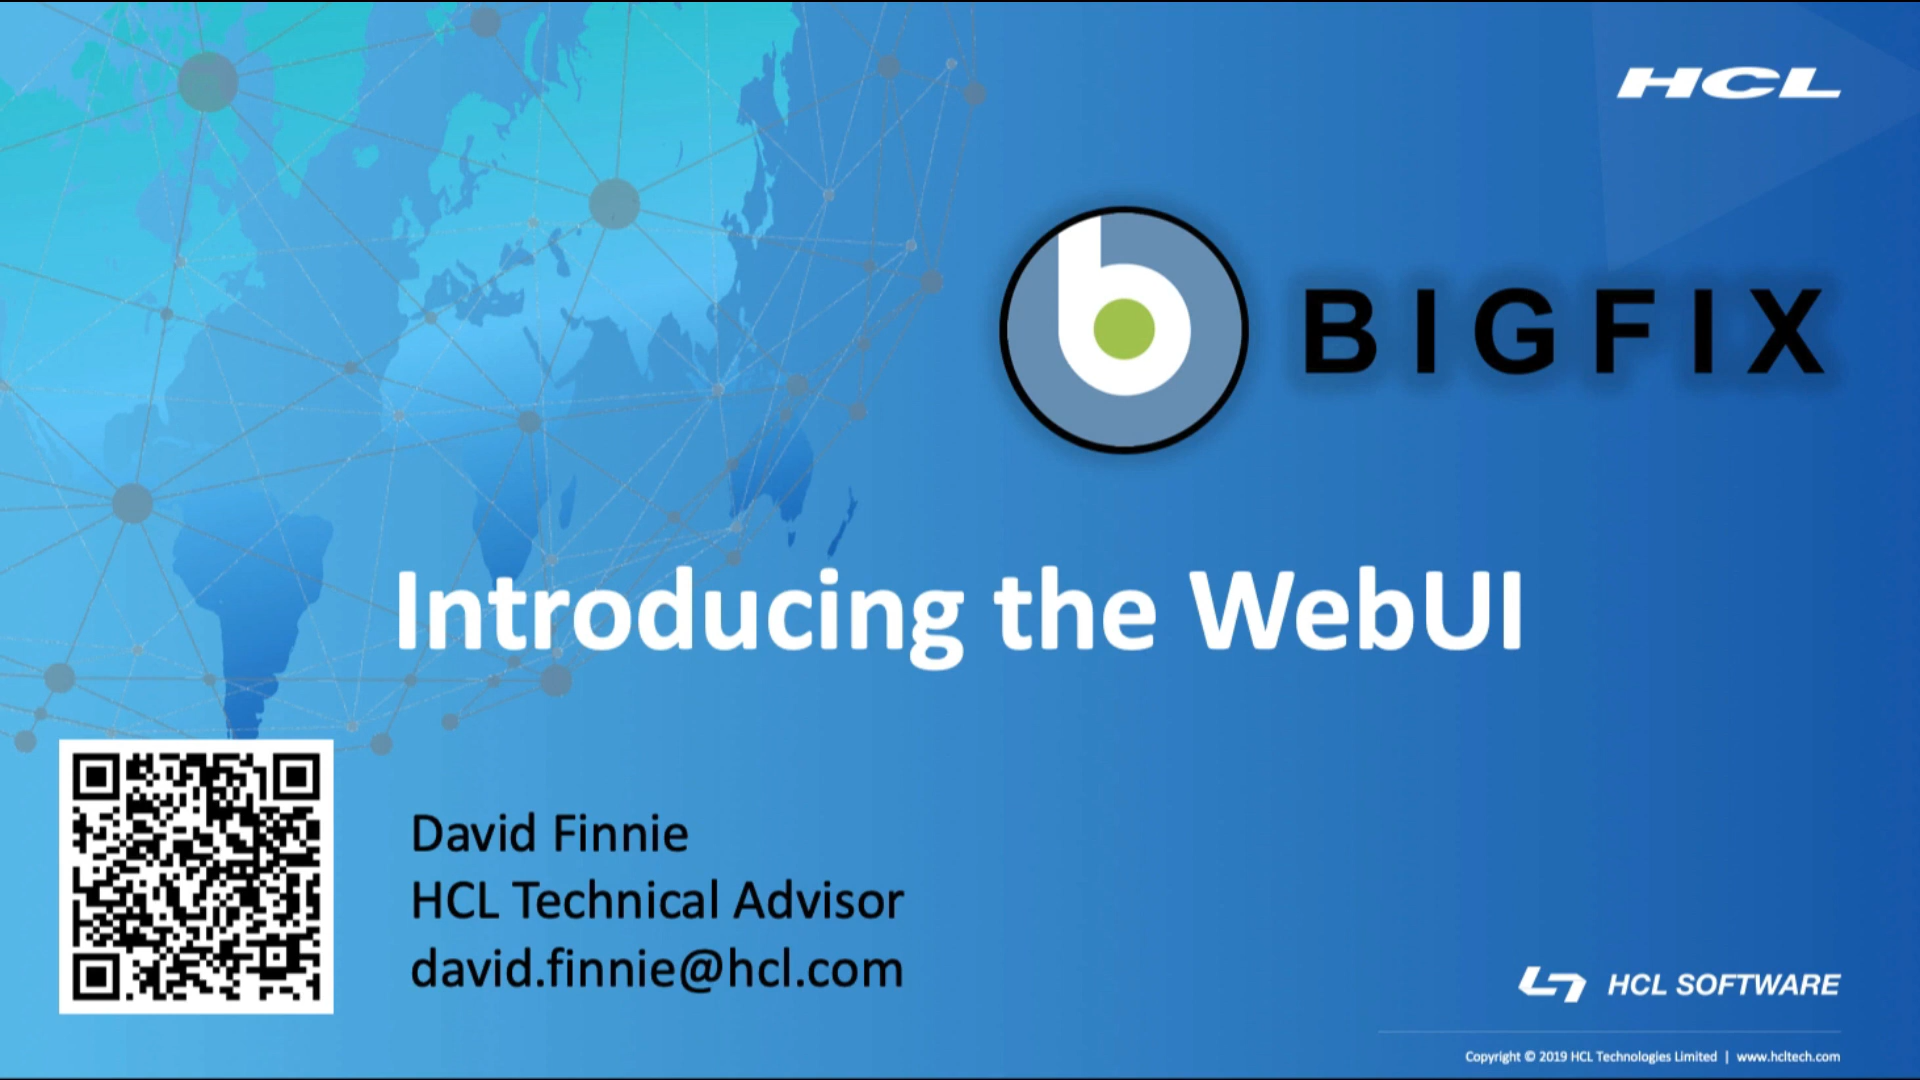 HCL
BIGFIX
Introducing the WebUI
David Finnie
HCL Technical Advisor
david.finnie@hcl.com
HCL SOFTWARE
Copyright © 2019 HCL Technologies Limited | www.hcltech.com